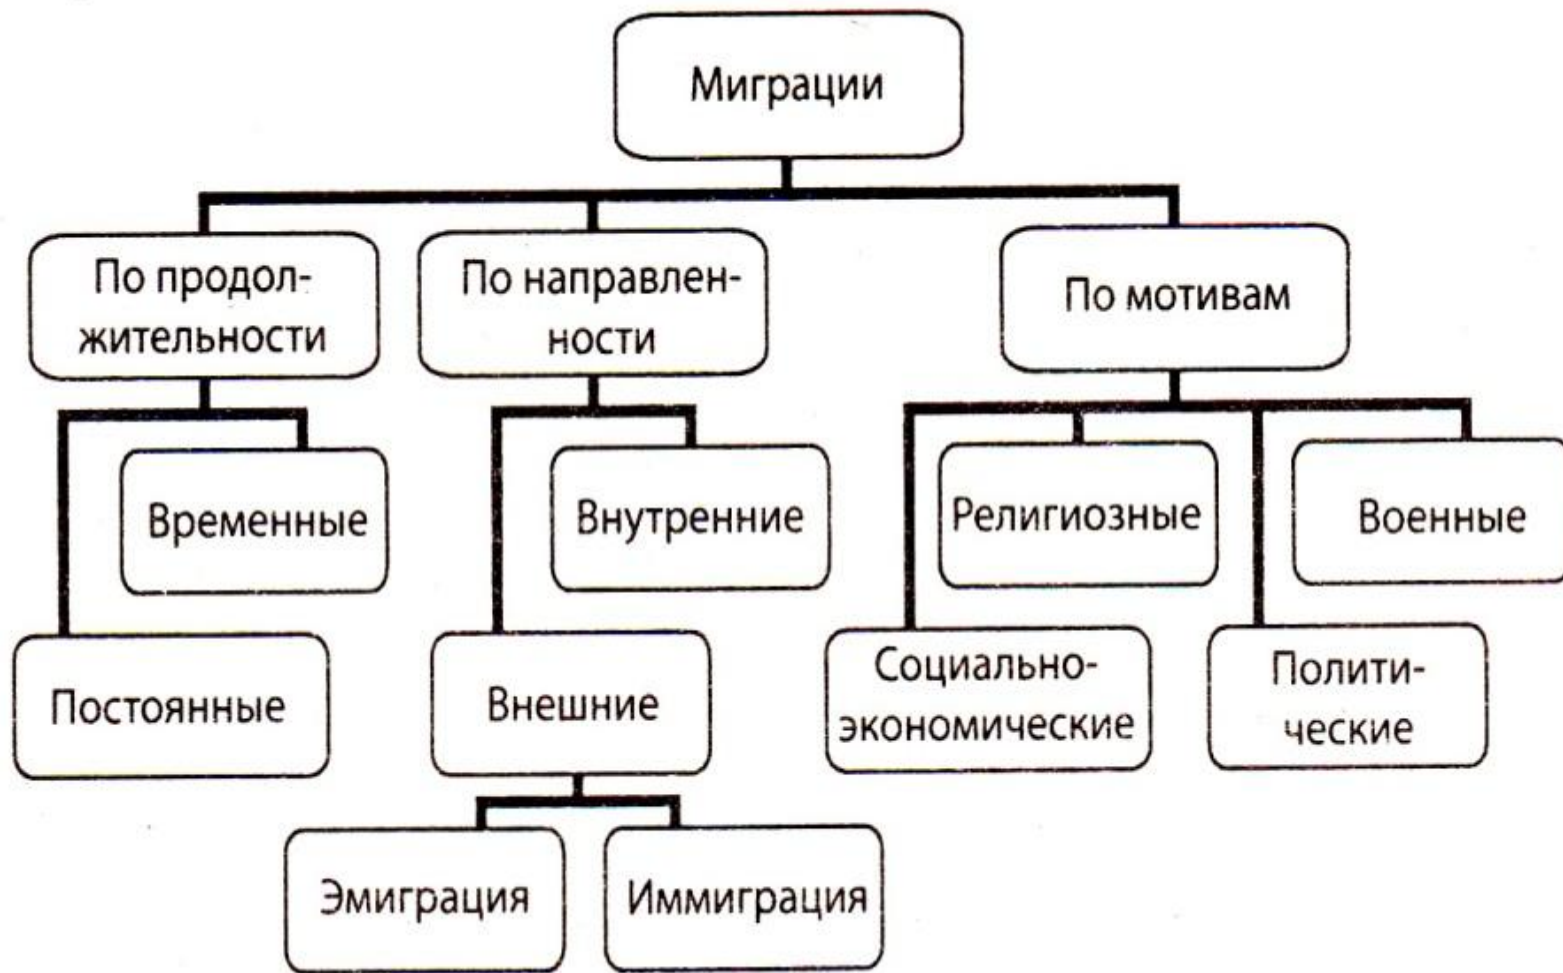 Миграции
По продол-
жительности
По направлен-
ности
По мотивам
Временные
Внутренние
Религиозные
Военные
Постоянные
Внешние
Социально-
экономические
Полити-
ческие
Эмиграция
Иммиграция